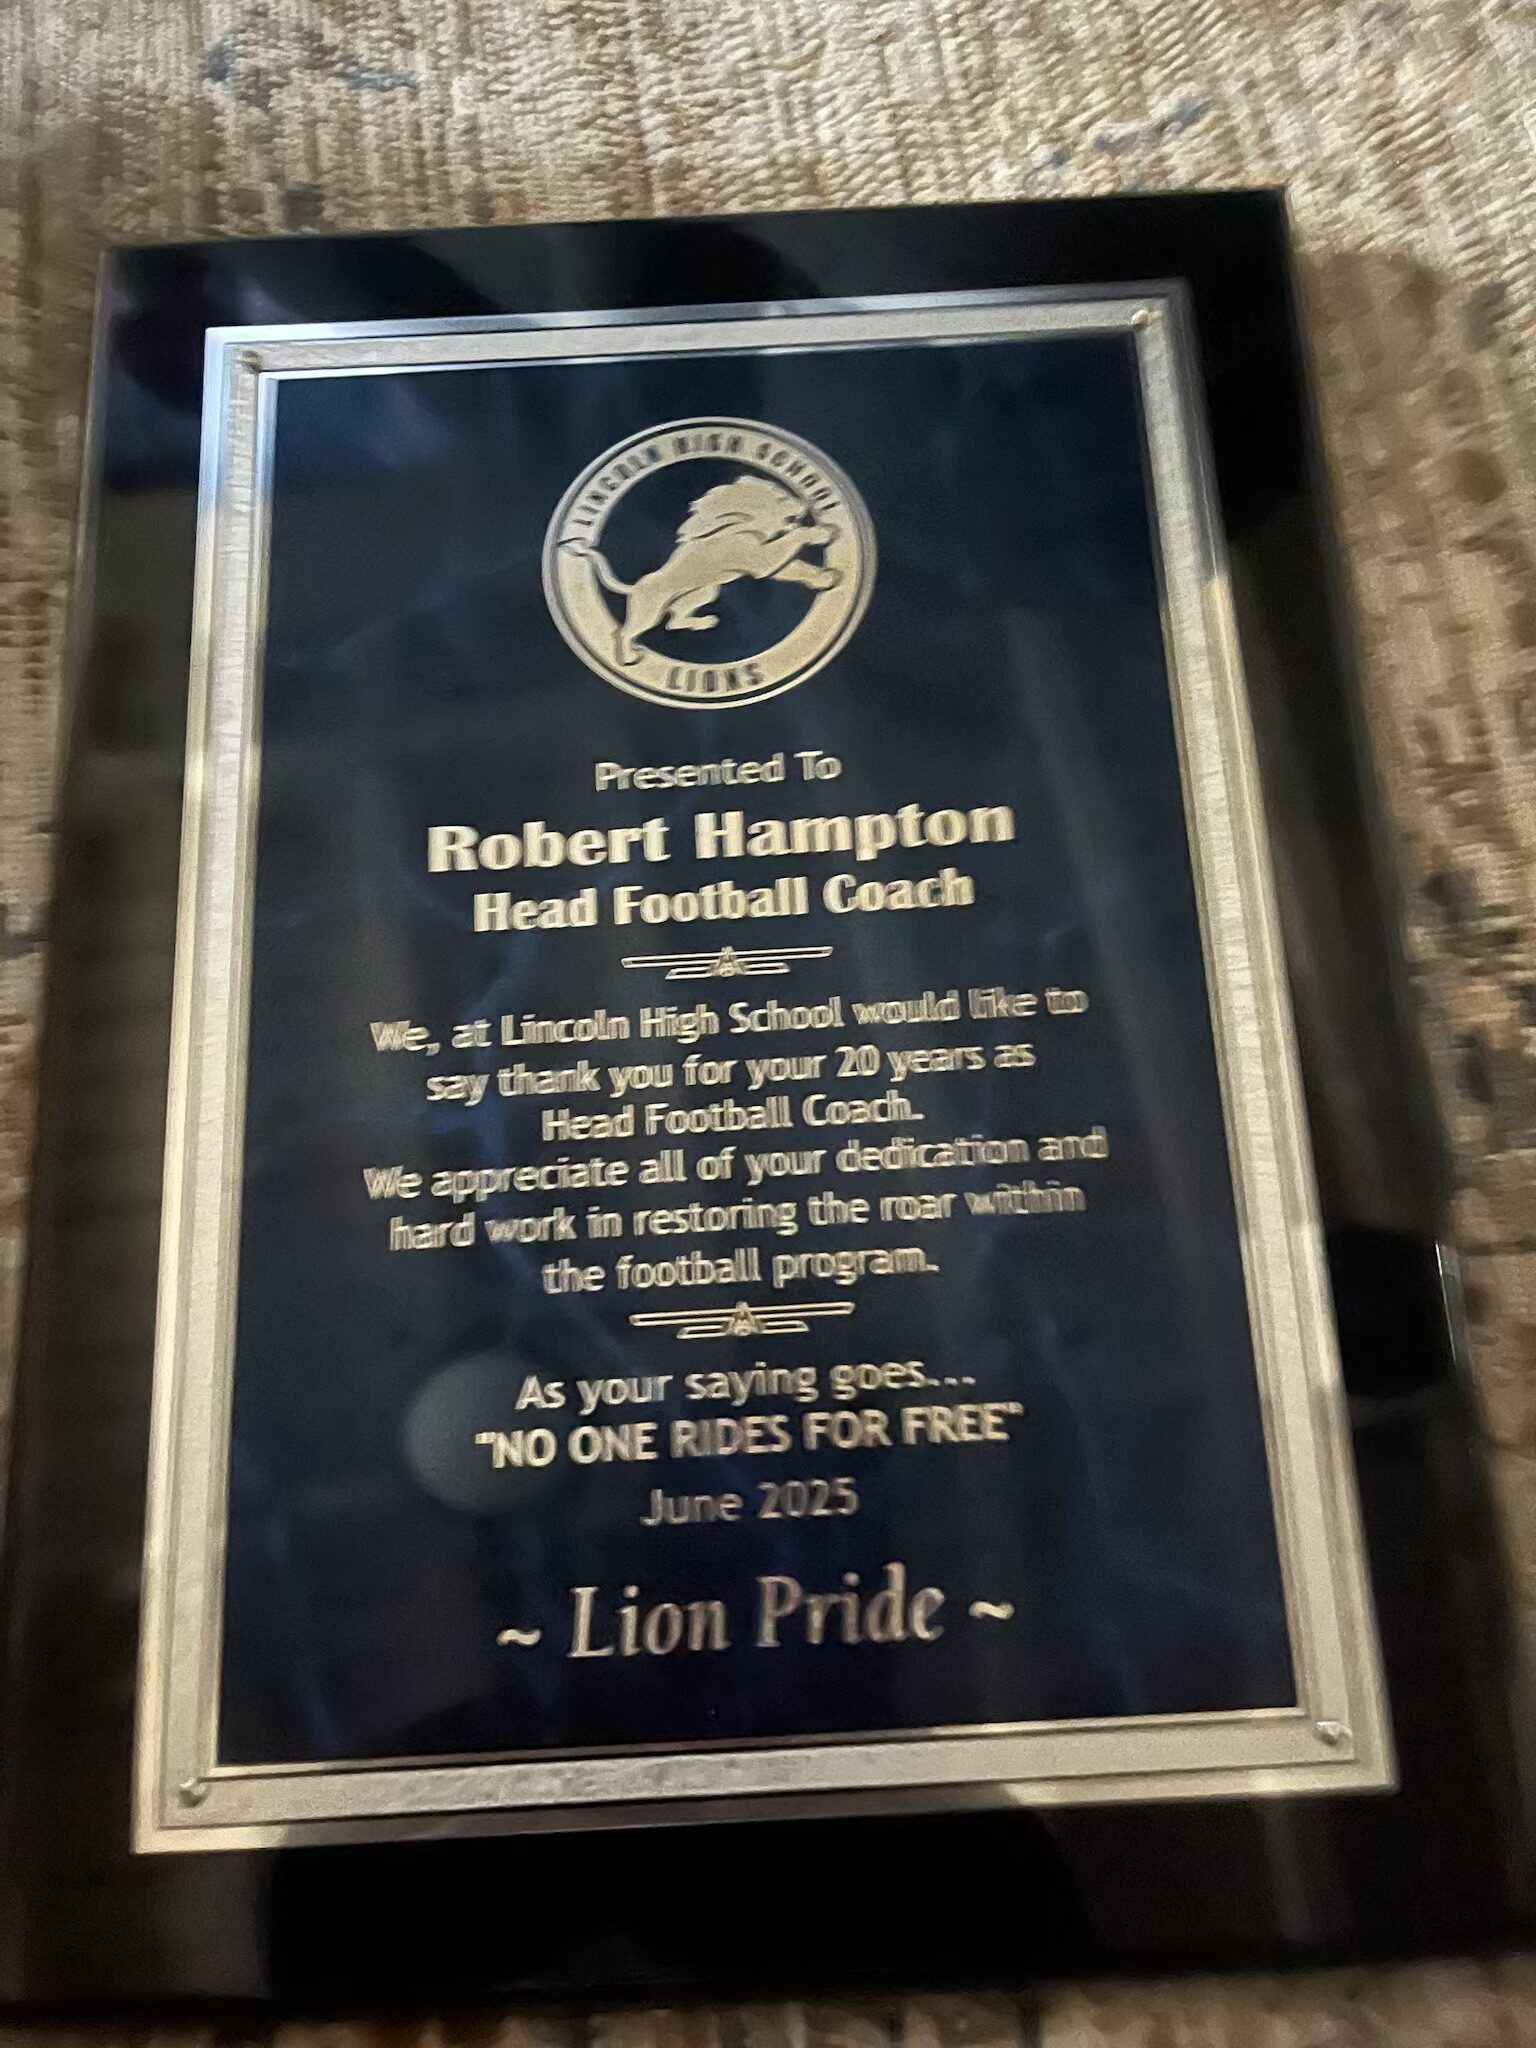 LINCOLN HIGH SCHOOL
LIONS
Presented To
Robert Hampton
Head Football Coach
We, at Lincoln High School would like to
say thank you for your 20 years as
Head Football Coach.
We appreciate all of your dedication and
hard work in restoring the roar within
the football program.
As your saying goes...
"NO ONE RIDES FOR FREE"
June 2025
~ Lion Pride ~